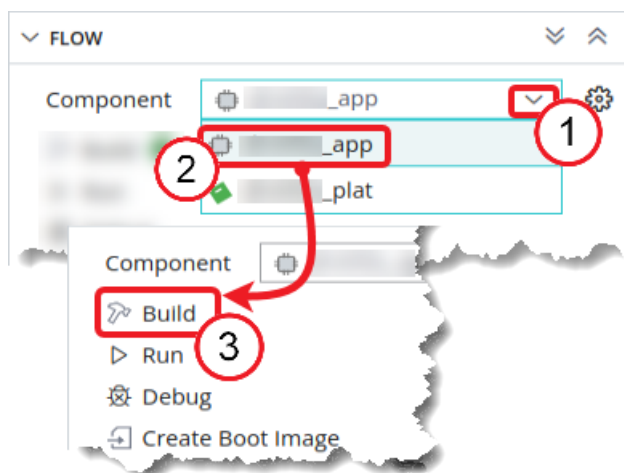 FLOW
Component _app
1
2 _app
_plat
Component
Build
3
Run
Debug
Create Boot Image